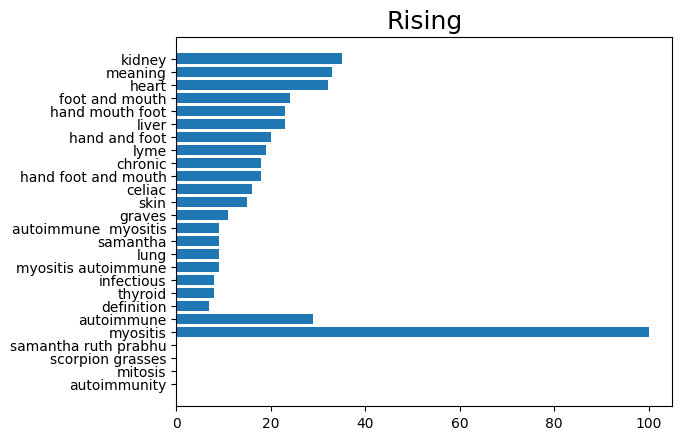 Rising
kidney
meaning
heart
foot and mouth
hand mouth foot
liver
hand and foot
lyme
chronic
hand foot and mouth
celiac
skin
graves
autoimmune  myositis
samantha
lung
myositis autoimmune
infectious
thyroid
definition
autoimmune
myositis
samantha ruth prabhu
scorpion grasses
mitosis
autoimmunity
0 20 40 60 80 100